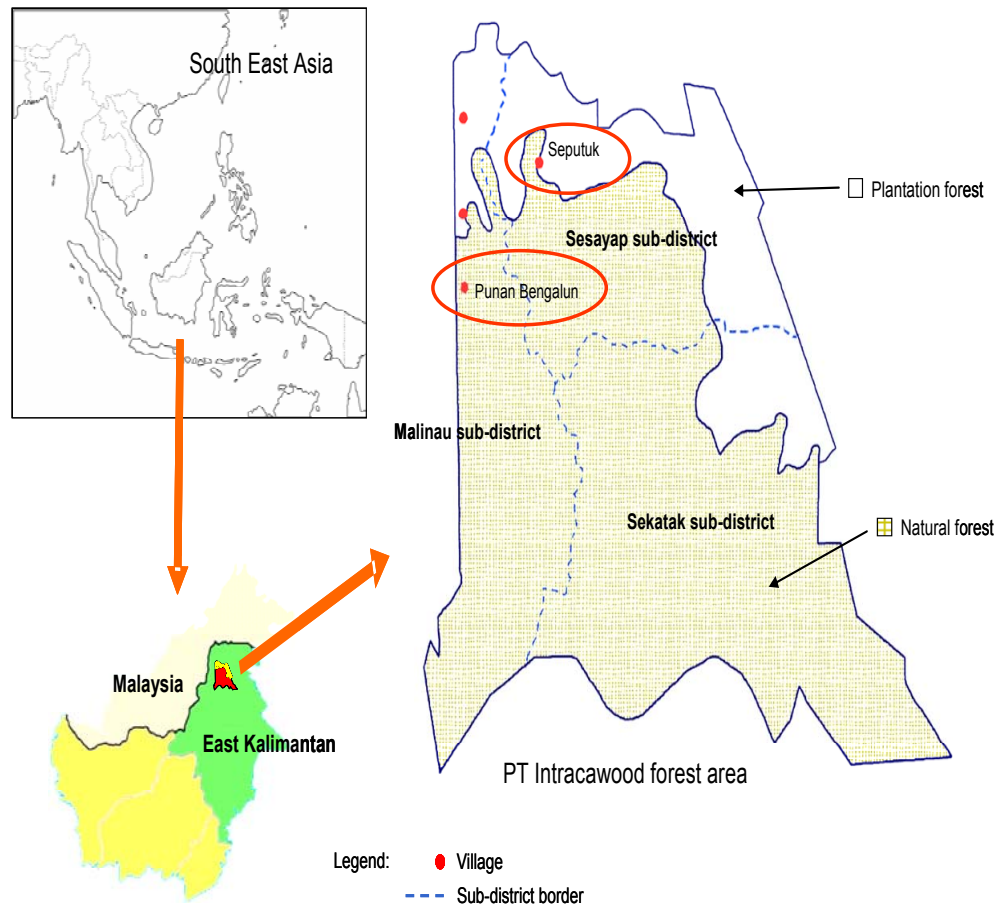 South East Asia
Seputuk
Plantation forest
Sesayap sub-district
Punan Bengalun
Malinau sub-district
Sekatak sub-district
Natural forest
Malaysia
East Kalimantan
PT Intracawood forest area
Legend:
Village
Sub-district border